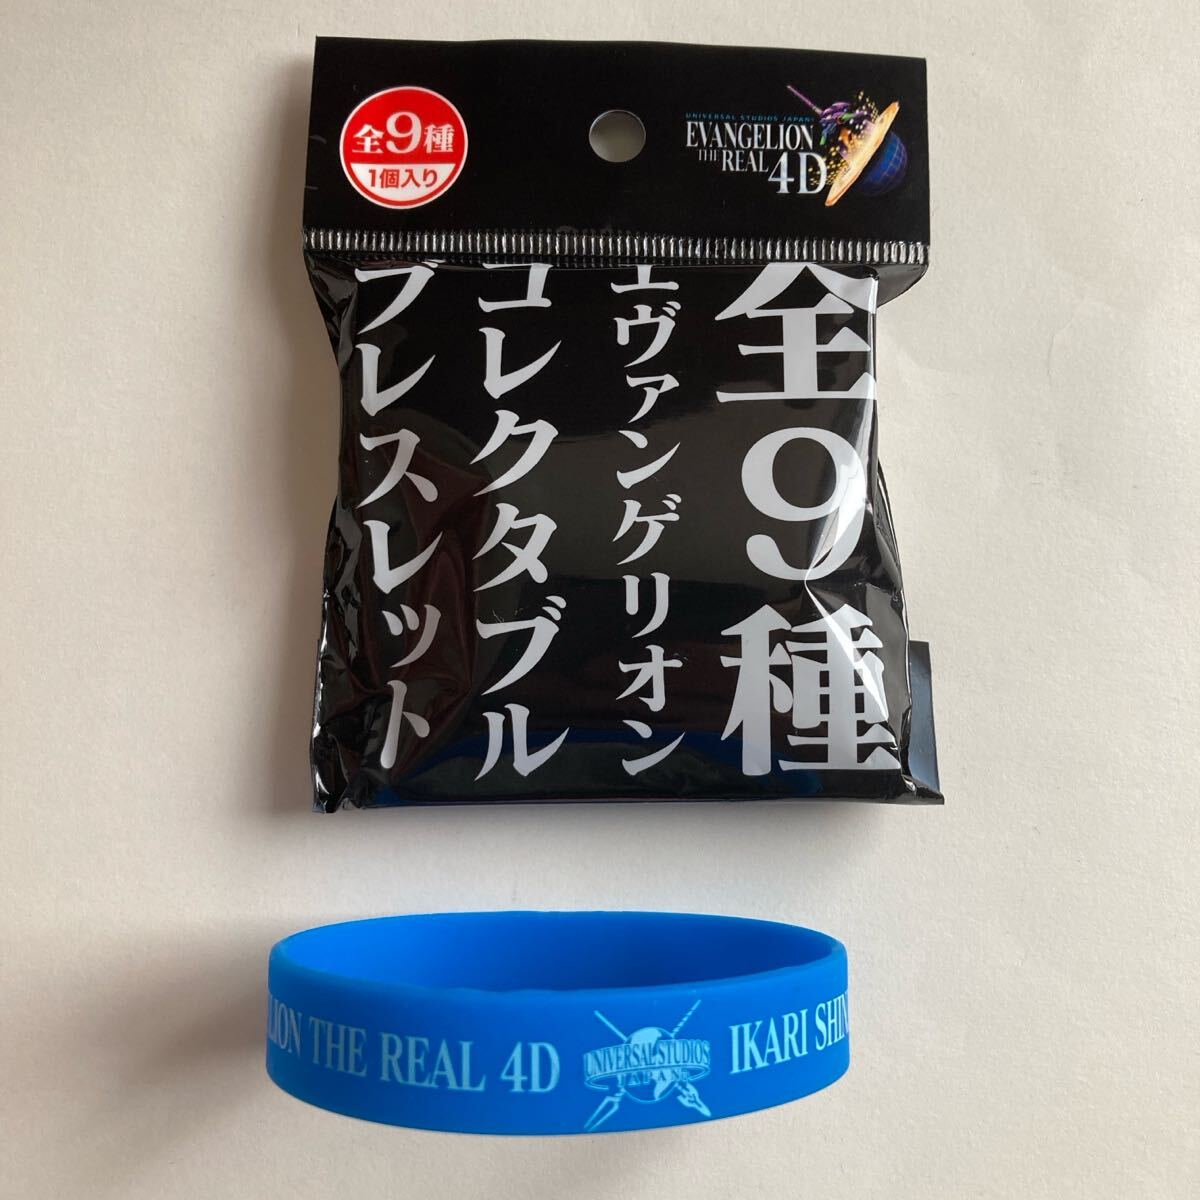 全9種
1個入り
UNIVERSAL STUDIOS JAPAN
EVANGELION
THE REAL
4D
全9種
エヴァンゲリオン
コレクタブル
ブレスレット
THE REAL 4D
UNIVERSAL STUDIOS
JAPAN
IKARI